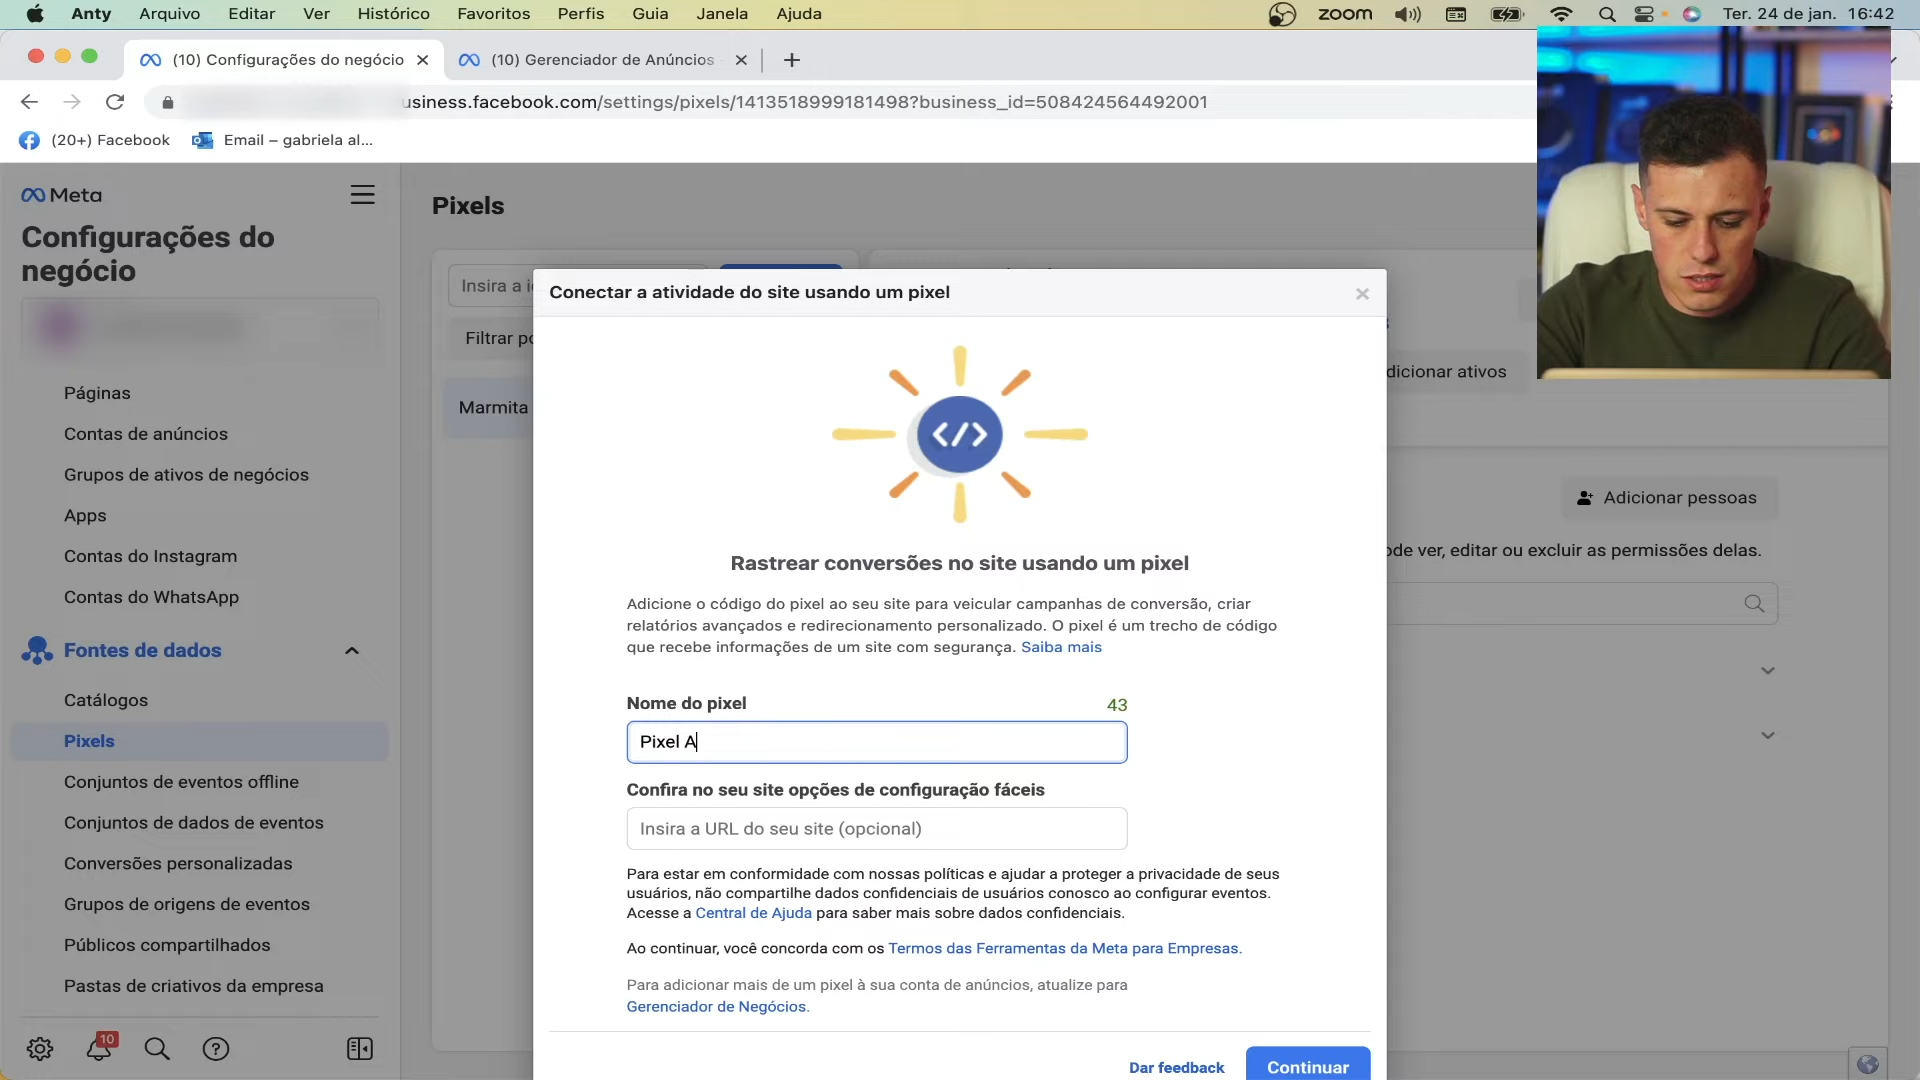 Anty Arquivo Editar Ver Histórico Favoritos Perfis Guia Janela Ajuda zoom Ter. 24 de jan. 16:42
(10) Configurações do negócio (10) Gerenciador de Anúncios
usiness.facebook.com/settings/pixels/1413518999181498?business_id=508424564492001
(20+) Facebook Email – gabriela al...
Meta
Configurações do
negócio
Páginas
Contas de anúncios
Grupos de ativos de negócios
Apps
Contas do Instagram
Contas do WhatsApp
Fontes de dados
Catálogos
Pixels
Conjuntos de eventos offline
Conjuntos de dados de eventos
Conversões personalizadas
Grupos de origens de eventos
Públicos compartilhados
Pastas de criativos da empresa
10
Pixels
Insira a
Filtrar
Marmita
Conectar a atividade do site usando um pixel
</>
Rastrear conversões no site usando um pixel
Adicione o código do pixel ao seu site para veicular campanhas de conversão, criar
relatórios avançados e redirecionamento personalizado. O pixel é um trecho de código
que recebe informações de um site com segurança. Saiba mais
Nome do pixel 43
Pixel A
Confira no seu site opções de configuração fáceis
Insira a URL do seu site (opcional)
Para estar em conformidade com nossas políticas e ajudar a proteger a privacidade de seus
usuários, não compartilhe dados confidenciais de usuários conosco ao configurar eventos.
Acesse a Central de Ajuda para saber mais sobre dados confidenciais.
Ao continuar, você concorda com os Termos das Ferramentas da Meta para Empresas.
Para adicionar mais de um pixel à sua conta de anúncios, atualize para
Gerenciador de Negócios.
Dar feedback Continuar
dicionar ativos
Adicionar pessoas
ode ver, editar ou excluir as permissões delas.